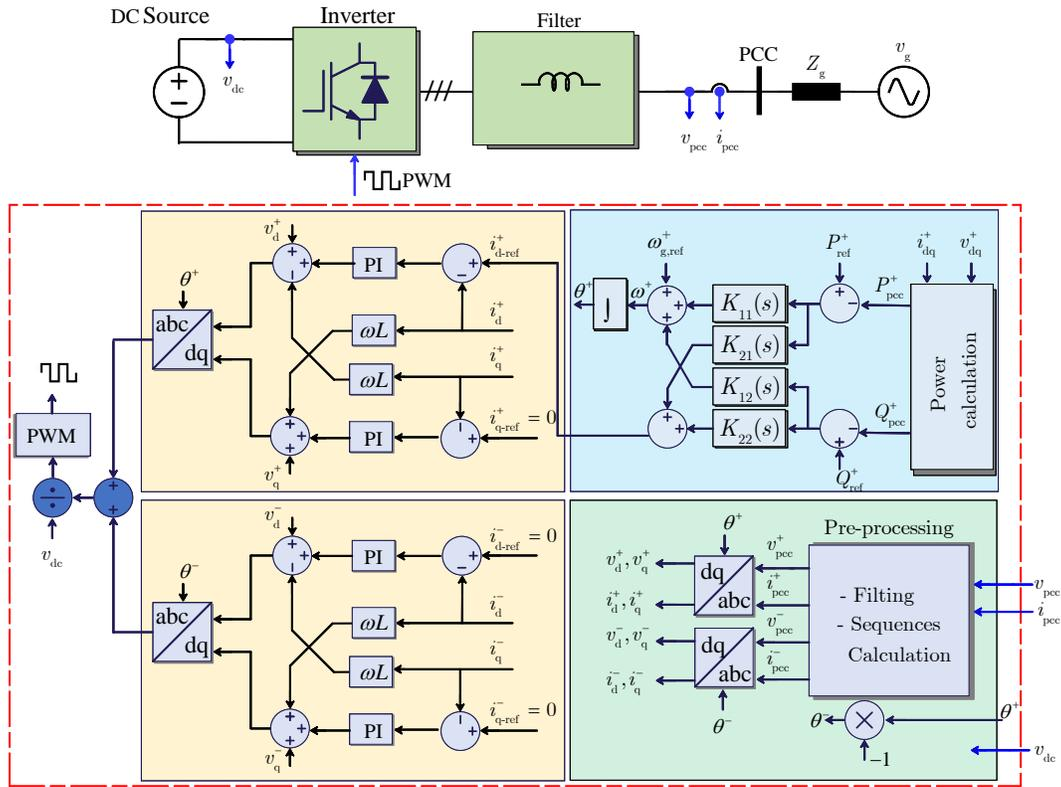 DC Source
Inverter
Filter
v_dc
PCC
Z_g
v_g
v_pcc
i_pcc
PWM
v_d^+
PI
i_d-ref^+
θ^+
abc
dq
ωL
i_d^+
ωL
i_q^+
PI
i_q-ref^+ = 0
v_q^+
PWM
v_dc
ω_g,ref^+
P_ref^+
i_dq^+
v_dq^+
θ^+
∫
ω^+
K_11(s)
K_21(s)
K_12(s)
K_22(s)
P_pcc^+
Q_pcc^+
Q_ref^+
Power
calculation
v_d^-
PI
i_d-ref^- = 0
θ^-
abc
dq
ωL
i_d^-
ωL
i_q^-
PI
i_q-ref^- = 0
v_q^-
θ^+
Pre-processing
v_d^+, v_q^+
i_d^+, i_q^+
dq
abc
v_pcc^+
i_pcc^+
v_d^-, v_q^-
i_d^-, i_q^-
dq
abc
v_pcc^-
i_pcc^-
θ^-
- Filting
- Sequences
Calculation
v_pcc
i_pcc
θ^-
×
θ^+
−1
v_dc